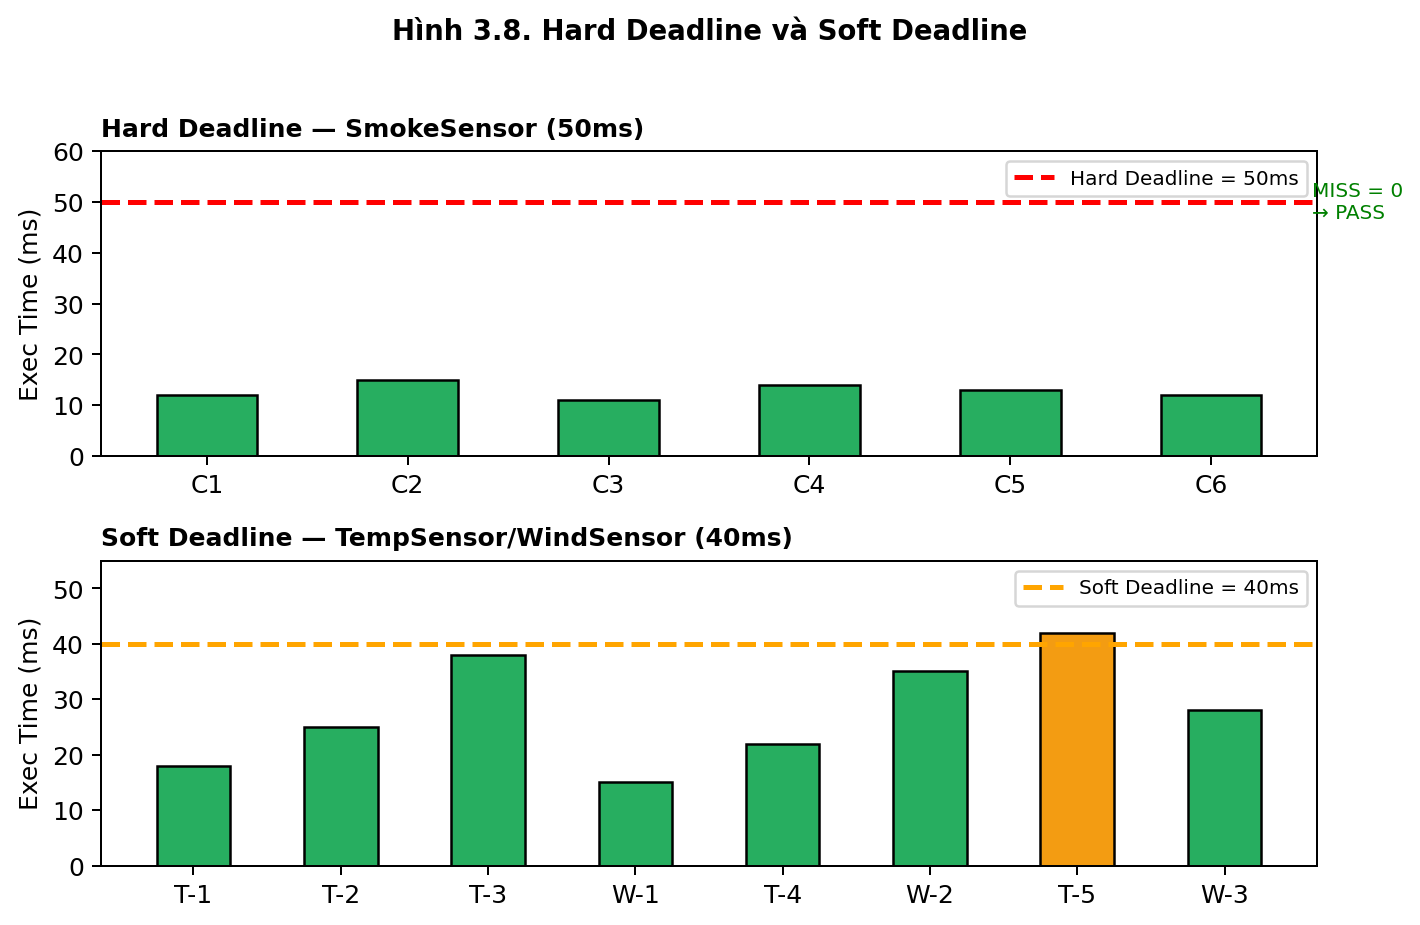 Hình 3.8. Hard Deadline và Soft Deadline
Hard Deadline — SmokeSensor (50ms)
Exec Time (ms)
60
50
40
30
20
10
0
Hard Deadline = 50ms
MISS = 0
→ PASS
C1 C2 C3 C4 C5 C6
Soft Deadline — TempSensor/WindSensor (40ms)
Exec Time (ms)
50
40
30
20
10
0
Soft Deadline = 40ms
T-1 T-2 T-3 W-1 T-4 W-2 T-5 W-3